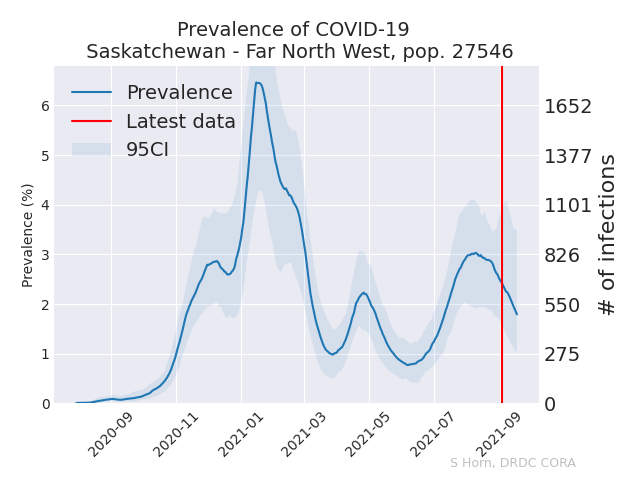 Prevalence of COVID-19
Saskatchewan - Far North West, pop. 27546
Prevalence
Latest data
95CI
Prevalence (%)
6
5
4
3
2
1
0
1652
1377
1101
826
550
275
0
# of infections
2020-09
2020-11
2021-01
2021-03
2021-05
2021-07
2021-09
S Horn, DRDC CORA